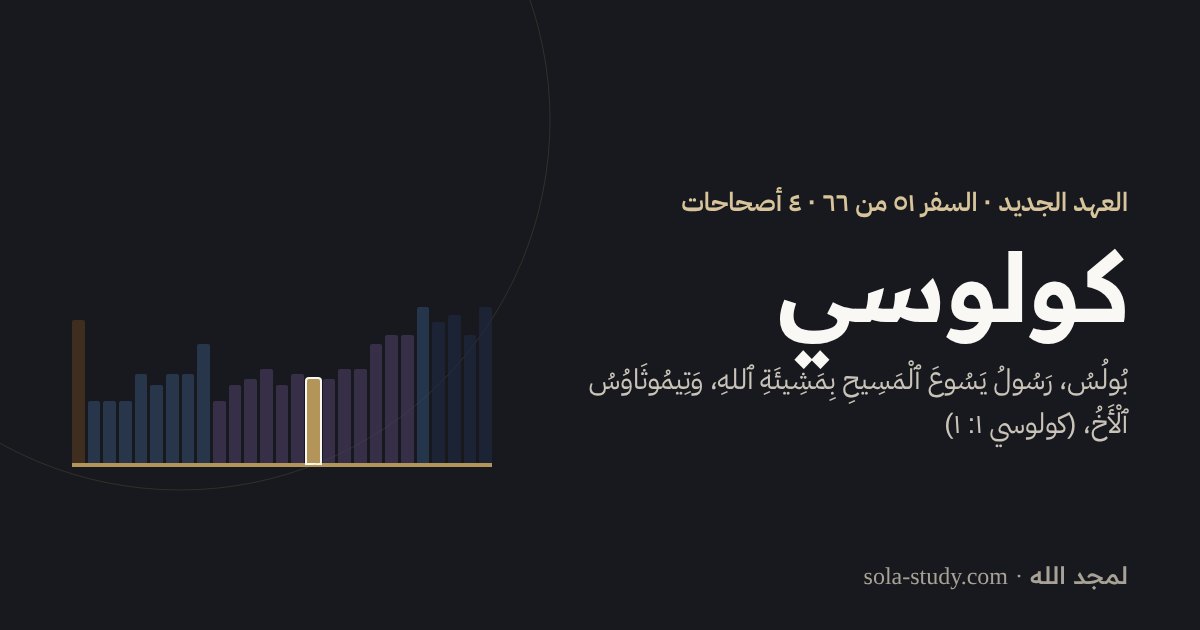 العهد الجديد · السفر ٥١ من ٦٦ · ٤ أصحاحات
كولوسي
بُولُسُ، رَسُولُ يَسُوعَ ٱلْمَسِيحِ بِمَشِيئَةِ ٱللهِ، وَتِيمُوثَاوُسُ
ٱلْأَخُ، (كولوسي ١: ١)
لمجد الله · sola-study.com